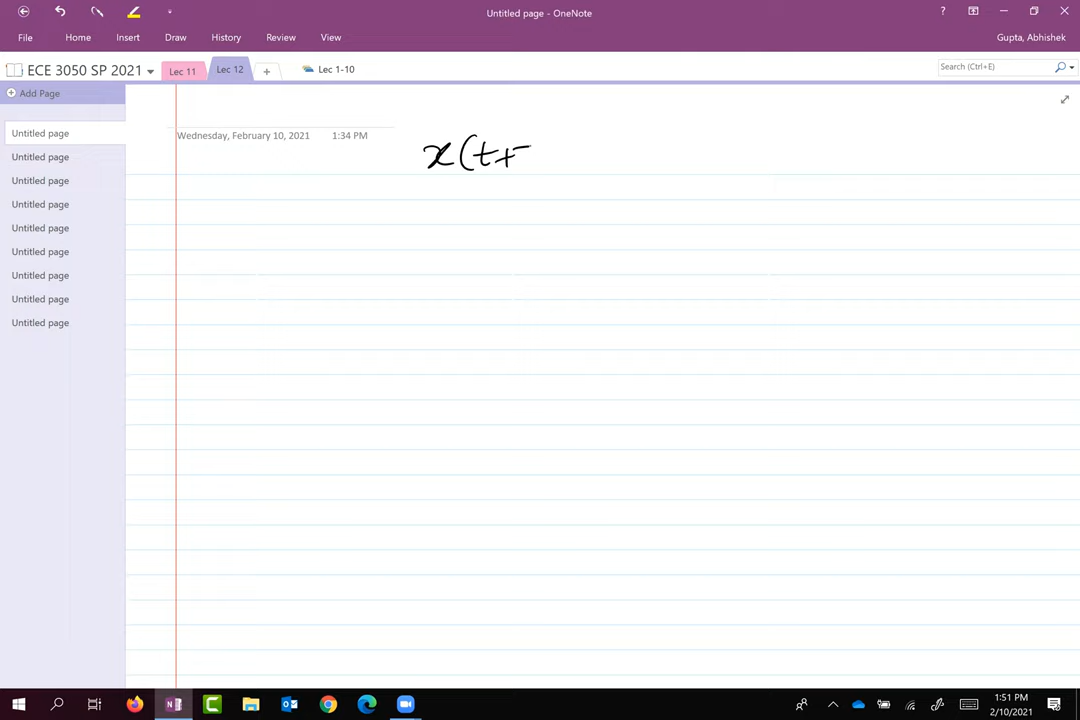 Untitled page - OneNote
?
File Home Insert Draw History Review View
Gupta, Abhishek
ECE 3050 SP 2021
Lec 11
Lec 12
+
Lec 1-10
Search (Ctrl+E)
Add Page
Untitled page
Untitled page
Untitled page
Untitled page
Untitled page
Untitled page
Untitled page
Untitled page
Untitled page
Wednesday, February 10, 2021 1:34 PM
x(t+
1:51 PM
2/10/2021